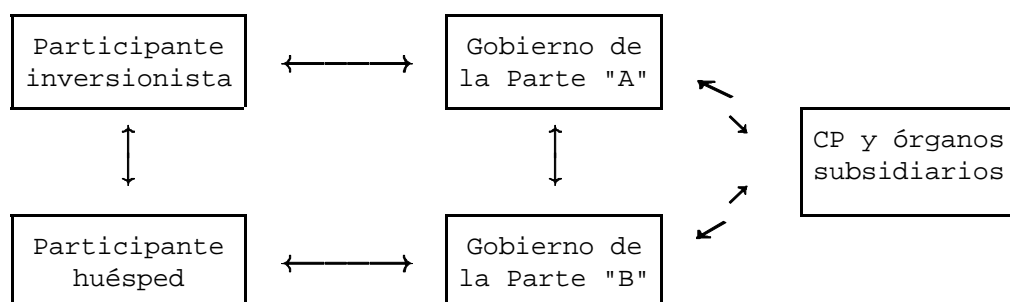 Participante
inversionista
Gobierno de
la Parte "A"
CP y órganos
subsidiarios
Participante
huésped
Gobierno de
la Parte "B"